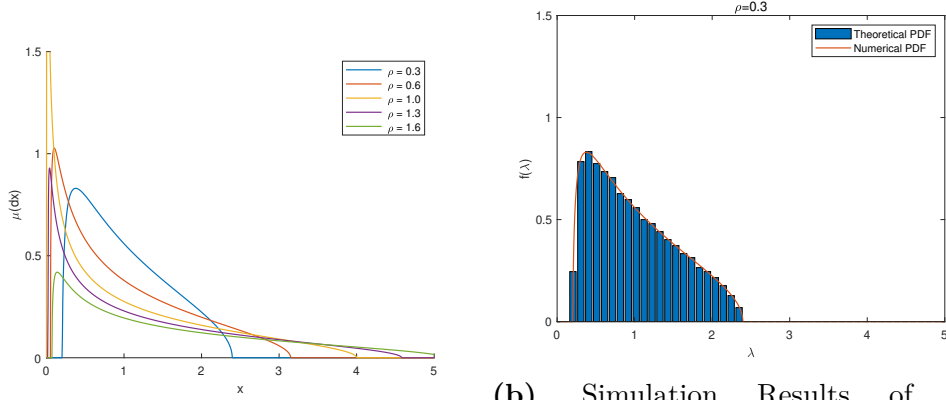 1.5
1
0.5
0
0
1
2
3
4
5
μ(dx)
x
ρ = 0.3
ρ = 0.6
ρ = 1.0
ρ = 1.3
ρ = 1.6
ρ=0.3
1.5
1
0.5
0
0
1
2
3
4
5
f(λ)
λ
Theoretical PDF
Numerical PDF
(b) Simulation Results of